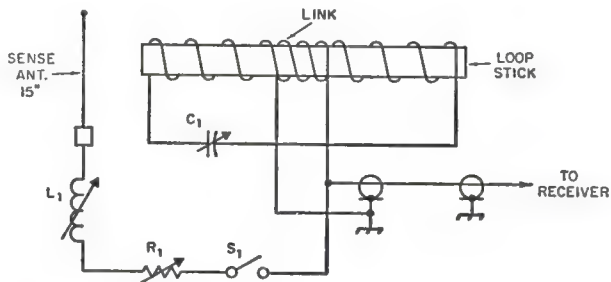 LINK
SENSE
ANT.
15"
LOOP
STICK
C1
L1
TO
RECEIVER
R1
S1